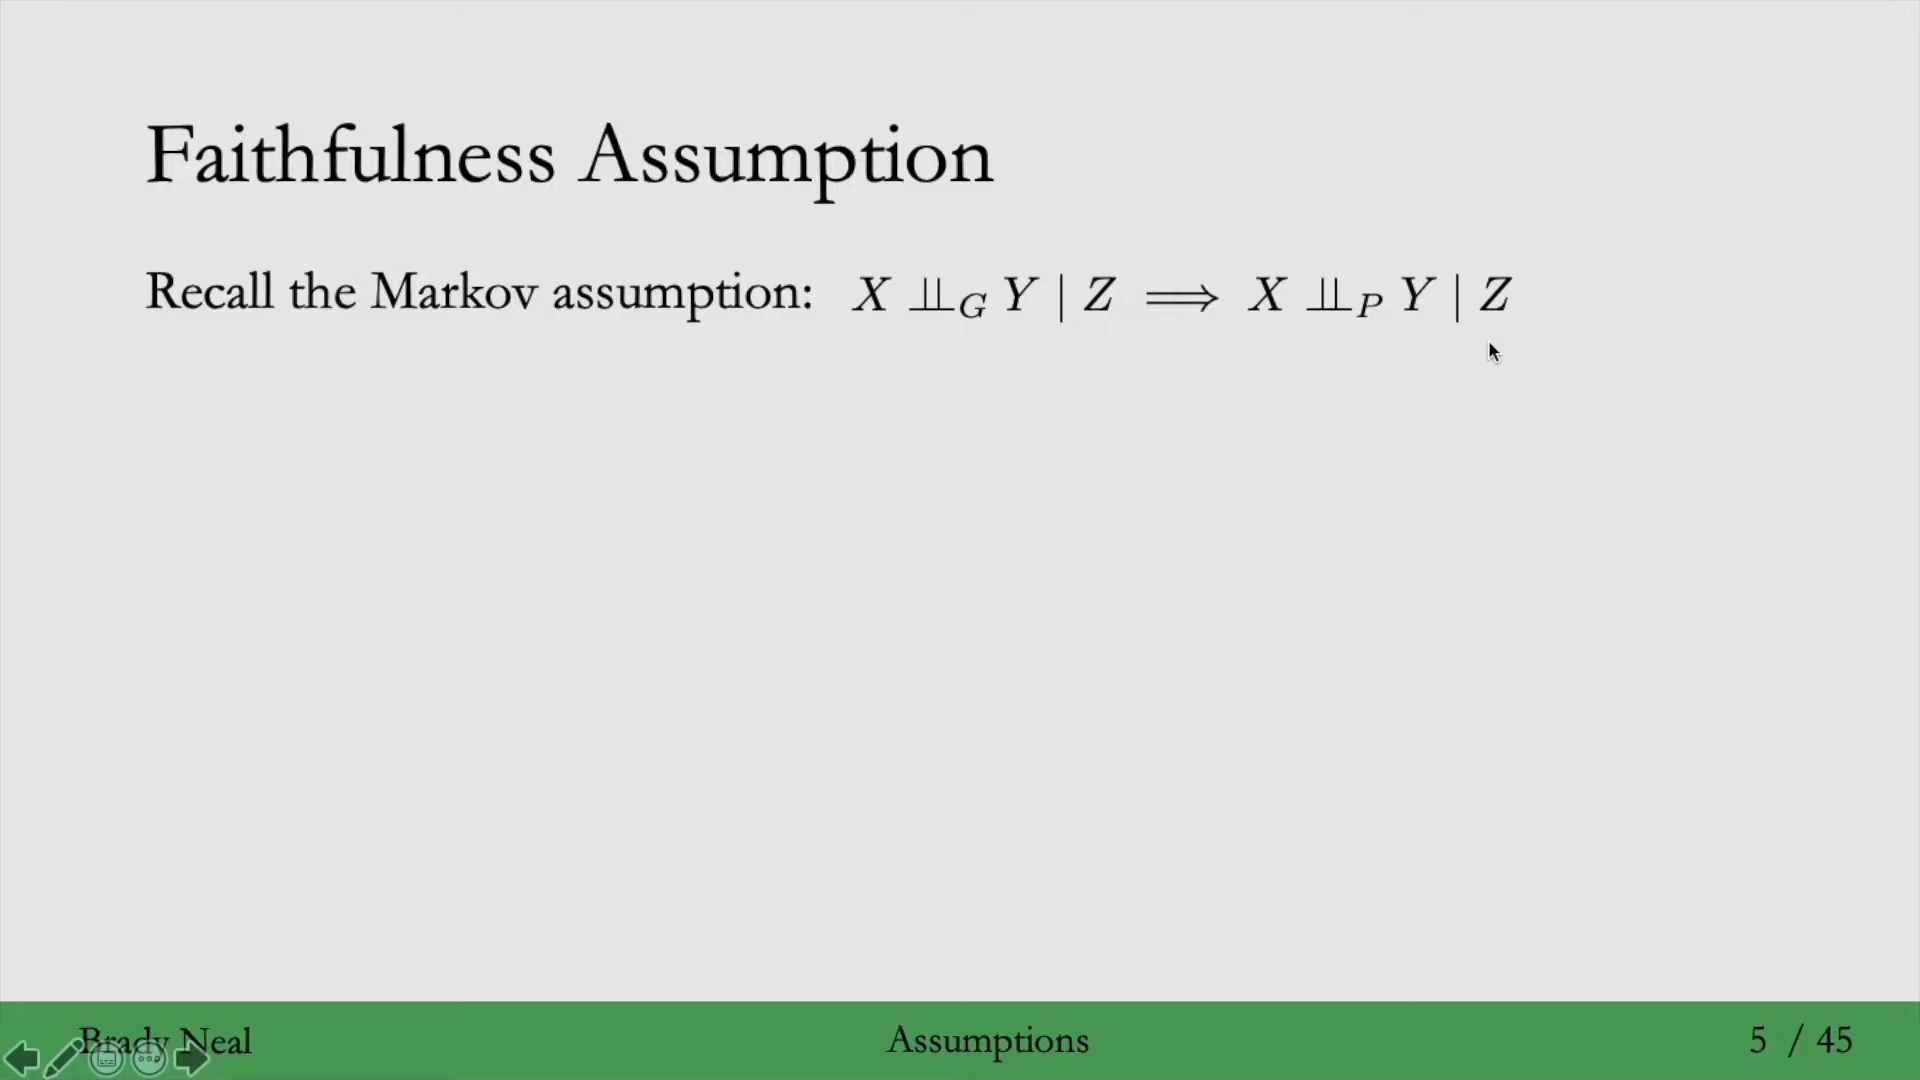 Faithfulness Assumption
Recall the Markov assumption: X ⫫_G Y | Z ⟹ X ⫫_P Y | Z
Brady Neal
Assumptions
5 / 45